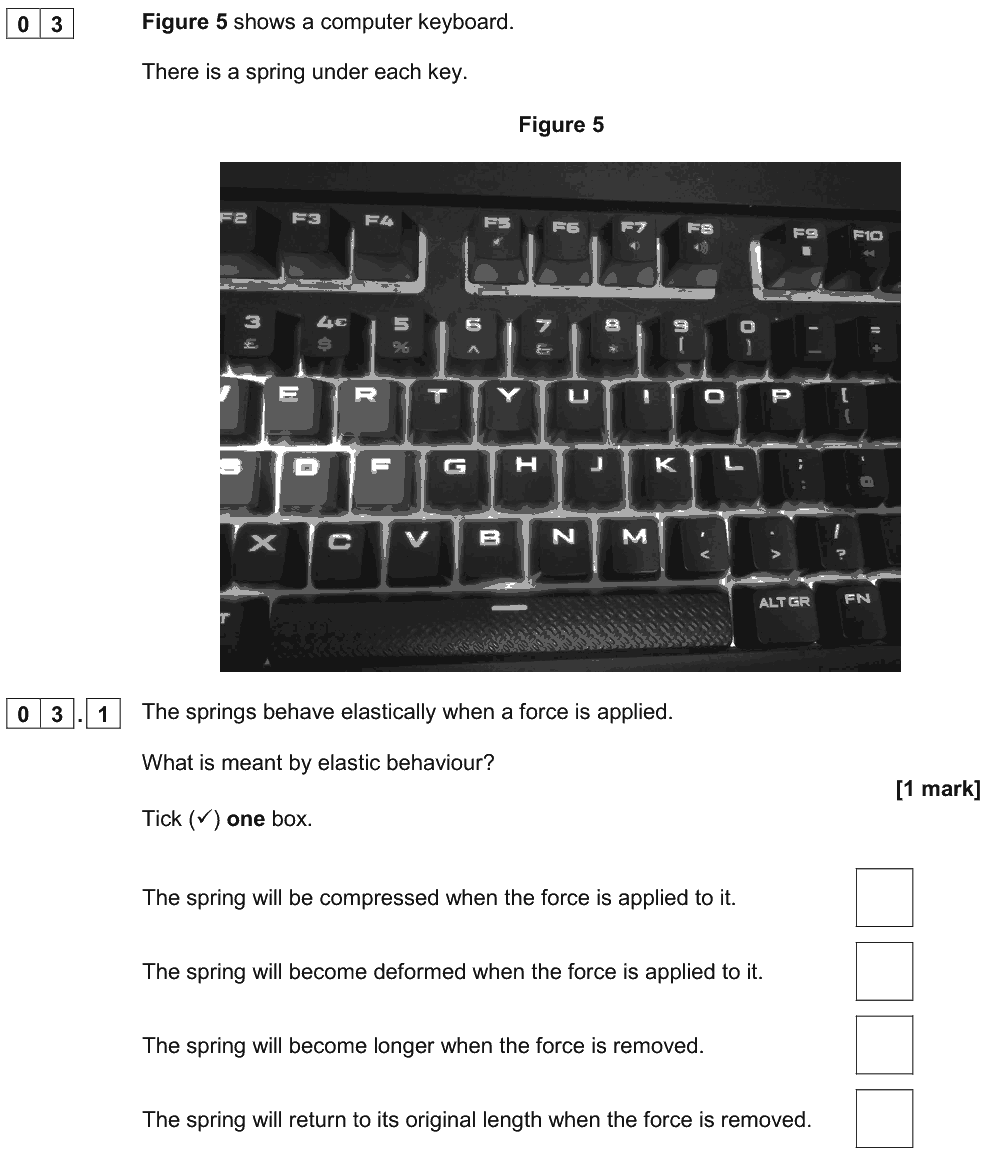 0 3 Figure 5 shows a computer keyboard.
There is a spring under each key.
Figure 5
F2 F3 F4 F5 F6 F7 F8 F9 F10
3 4€ 5 6 7 8 9 0 - =
£ $ % ^ & * ( ) _ +
E R T Y U I O P [
{
S D F G H J K L ; '
: @
X C V B N M , . /
< > ?
ALT GR FN
0 3 . 1 The springs behave elastically when a force is applied.
What is meant by elastic behaviour?
[1 mark]
Tick (✓) one box.
The spring will be compressed when the force is applied to it.
The spring will become deformed when the force is applied to it.
The spring will become longer when the force is removed.
The spring will return to its original length when the force is removed.